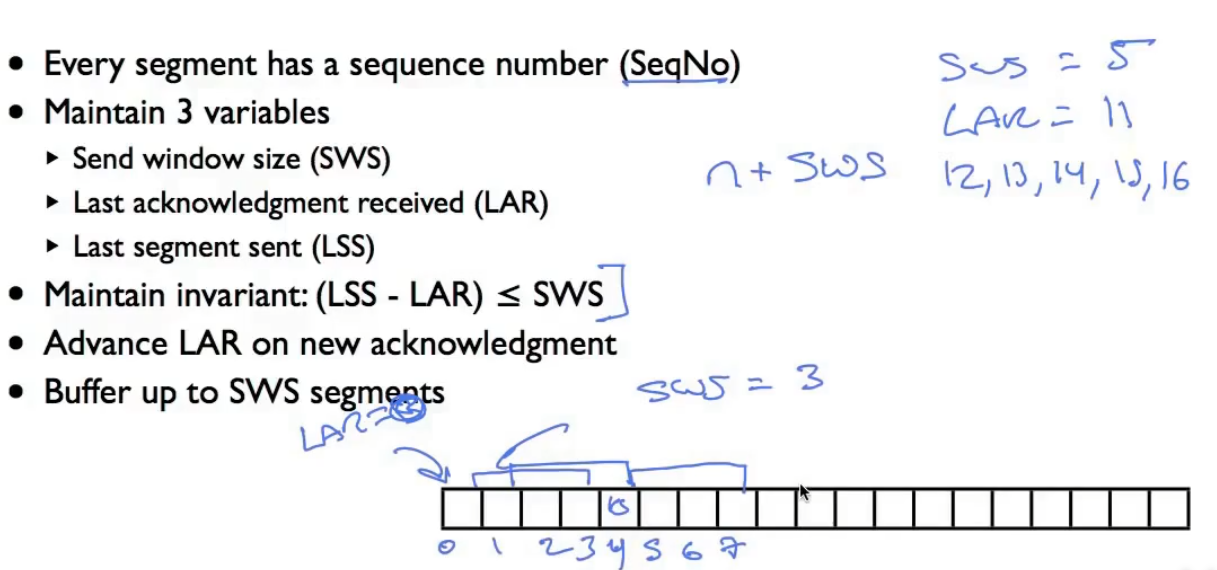 • Every segment has a sequence number (SeqNo)
SWS = 5
• Maintain 3 variables
LAR = 11
‣ Send window size (SWS)
n + SWS
12, 13, 14, 15, 16
‣ Last acknowledgment received (LAR)
‣ Last segment sent (LSS)
• Maintain invariant: (LSS - LAR) ≤ SWS]
• Advance LAR on new acknowledgment
• Buffer up to SWS segments
SWS = 3
LAR=
0 1 2 3 4 5 6 7